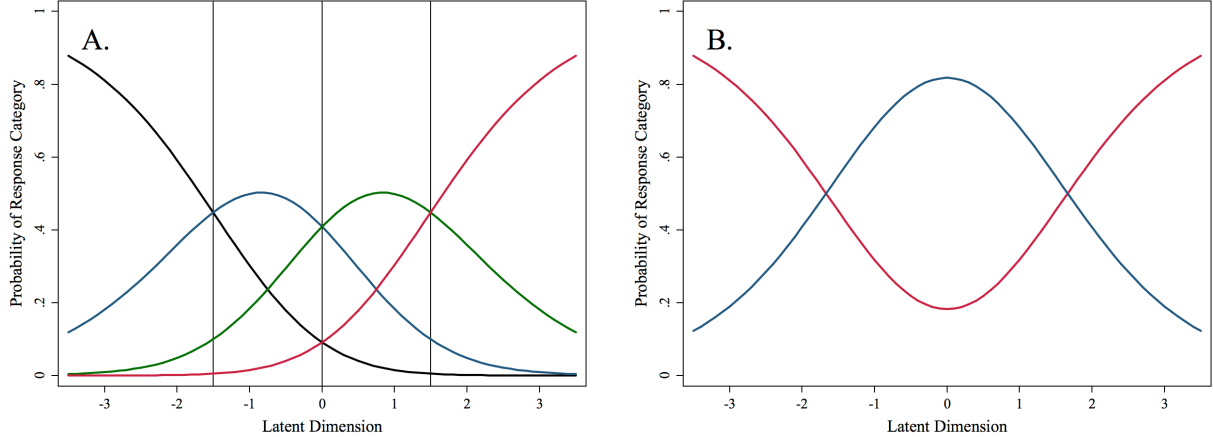 A.
Probability of Response Category
1
.8
.6
.4
.2
0
-3 -2 -1 0 1 2 3
Latent Dimension
B.
Probability of Response Category
1
.8
.6
.4
.2
0
-3 -2 -1 0 1 2 3
Latent Dimension